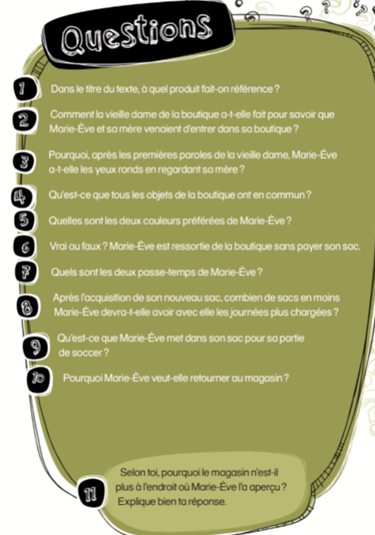 Questions
1 Dans le titre du texte, à quel produit fait-on référence ?
2 Comment la vieille dame de la boutique a-t-elle fait pour savoir que
Marie-Ève et sa mère venaient d'entrer dans sa boutique ?
3 Pourquoi, après les premières paroles de la vieille dame, Marie-Ève
a-t-elle les yeux ronds en regardant sa mère ?
4 Qu'est-ce que tous les objets de la boutique ont en commun ?
5 Quelles sont les deux couleurs préférées de Marie-Ève ?
6 Vrai ou faux ? Marie-Ève est ressortie de la boutique sans payer son sac.
7 Quels sont les deux passe-temps de Marie-Ève ?
8 Après l'acquisition de son nouveau sac, combien de sacs en moins
Marie-Ève devra-t-elle avoir avec elle les journées plus chargées ?
9 Qu'est-ce que Marie-Ève met dans son sac pour sa partie
de soccer ?
10 Pourquoi Marie-Ève veut-elle retourner au magasin ?
11 Selon toi, pourquoi le magasin n'est-il
plus à l'endroit où Marie-Ève l'a aperçu ?
Explique bien ta réponse.